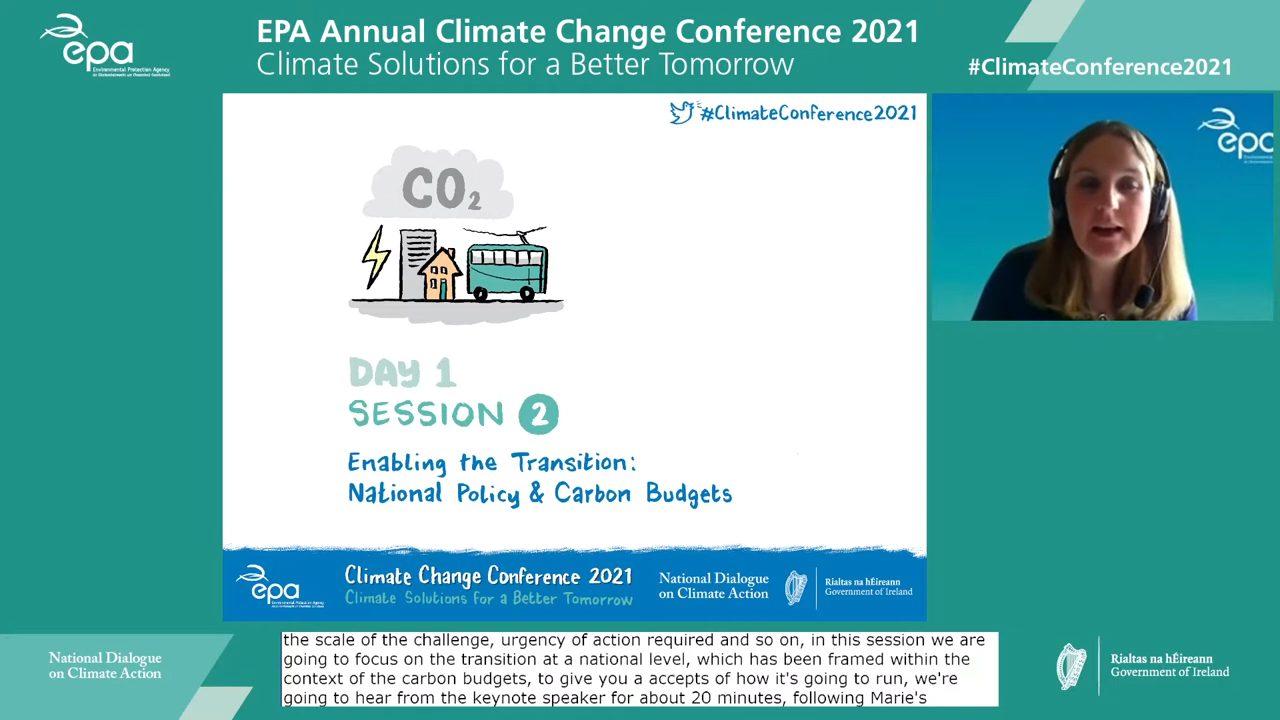 epa
Environmental Protection Agency
EPA Annual Climate Change Conference 2021
Climate Solutions for a Better Tomorrow
#ClimateConference2021
#ClimateConference2021
epa
CO₂
DAY 1
SESSION 2
Enabling the Transition:
National Policy & Carbon Budgets
epa
Climate Change Conference 2021
Climate Solutions for a Better Tomorrow
National Dialogue
on Climate Action
Rialtas na hÉireann
Government of Ireland
the scale of the challenge, urgency of action required and so on, in this session we are
going to focus on the transition at a national level, which has been framed within the
context of the carbon budgets, to give you a accepts of how it's going to run, we're
going to hear from the keynote speaker for about 20 minutes, following Marie's
National Dialogue
on Climate Action
Rialtas na hÉireann
Government of Ireland